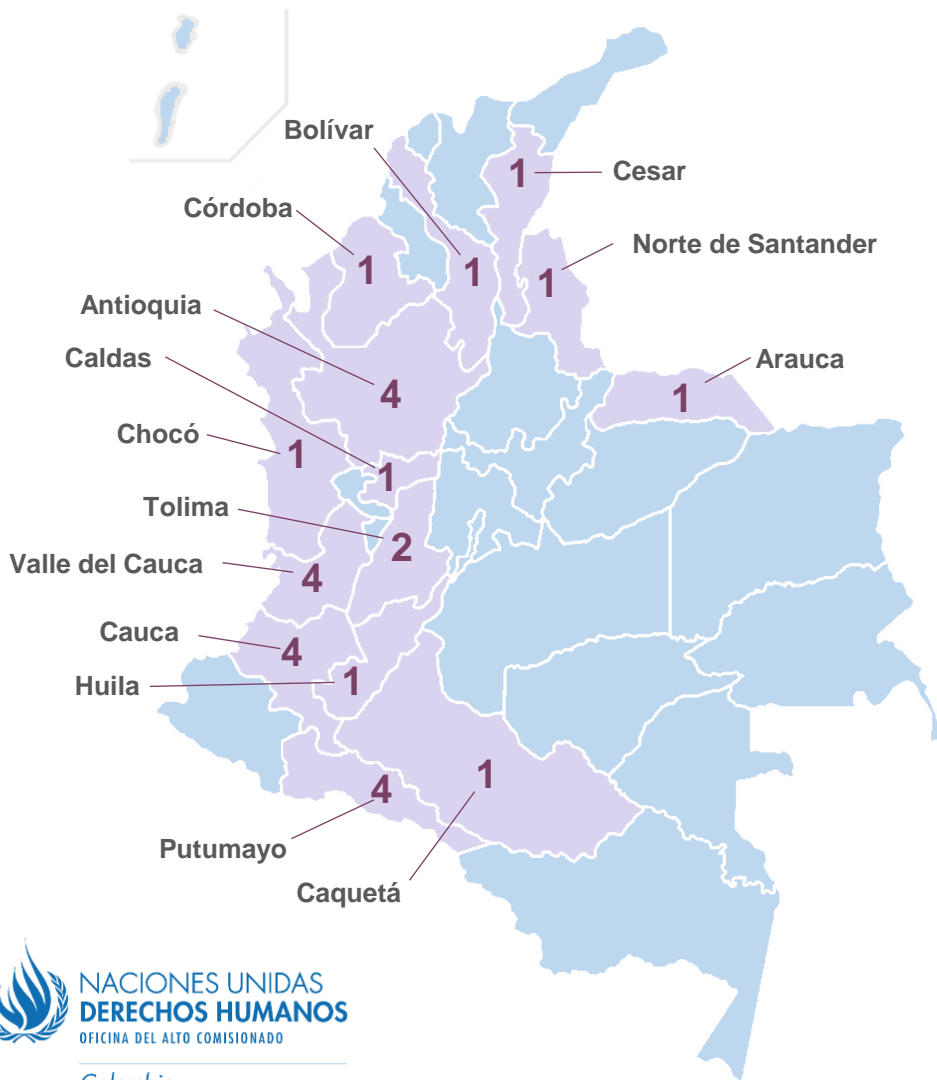 Bolívar
1
Cesar
Córdoba
1
1
Norte de Santander
1
Antioquia
4
Caldas
1
Arauca
1
Chocó
1
Tolima
2
Valle del Cauca
4
Cauca
4
Huila
1
Caquetá
1
Putumayo
4
NACIONES UNIDAS
DERECHOS HUMANOS
OFICINA DEL ALTO COMISIONADO